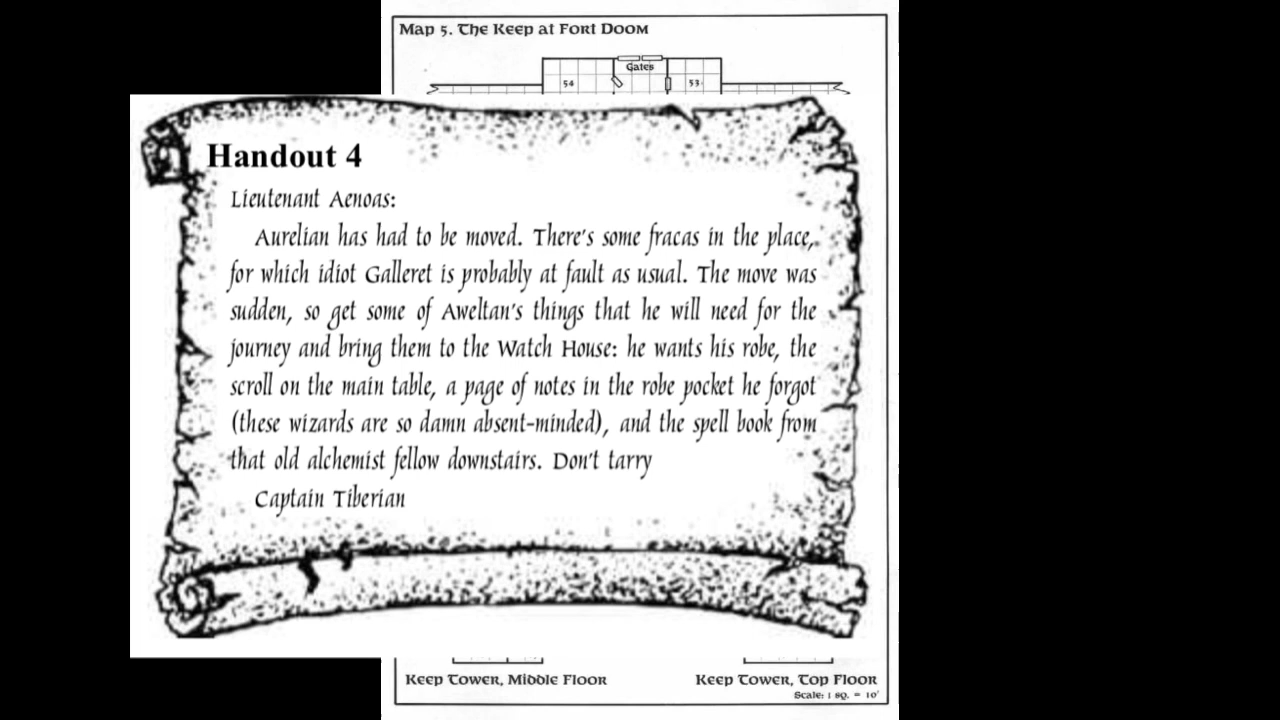 Map 5. The Keep at Fort Doom
Gates
54
53
Handout 4
Lieutenant Aenoas:
Aurelian has had to be moved. There's some fracas in the place,
for which idiot Galleret is probably at fault as usual. The move was
sudden, so get some of Aweltan's things that he will need for the
journey and bring them to the Watch House: he wants his robe, the
scroll on the main table, a page of notes in the robe pocket he forgot
(these wizards are so damn absent-minded), and the spell book from
that old alchemist fellow downstairs. Don't tarry
Captain Tiberian
Keep Tower, Middle Floor
Keep Tower, Top Floor
Scale: 1 sq. = 10'